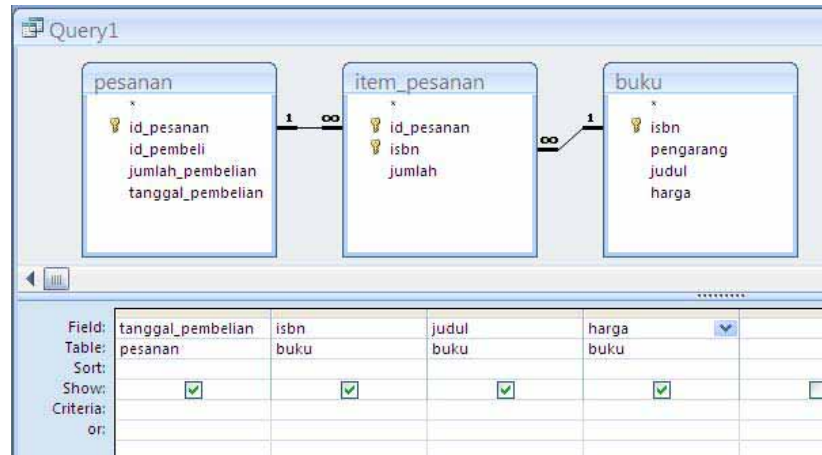 Query1
pesanan
*
id_pesanan
id_pembeli
jumlah_pembelian
tanggal_pembelian
1 ∞
item_pesanan
*
id_pesanan
isbn
jumlah
∞ 1
buku
*
isbn
pengarang
judul
harga
Field: tanggal_pembelian isbn judul harga
Table: pesanan buku buku buku
Sort:
Show:
Criteria:
or: